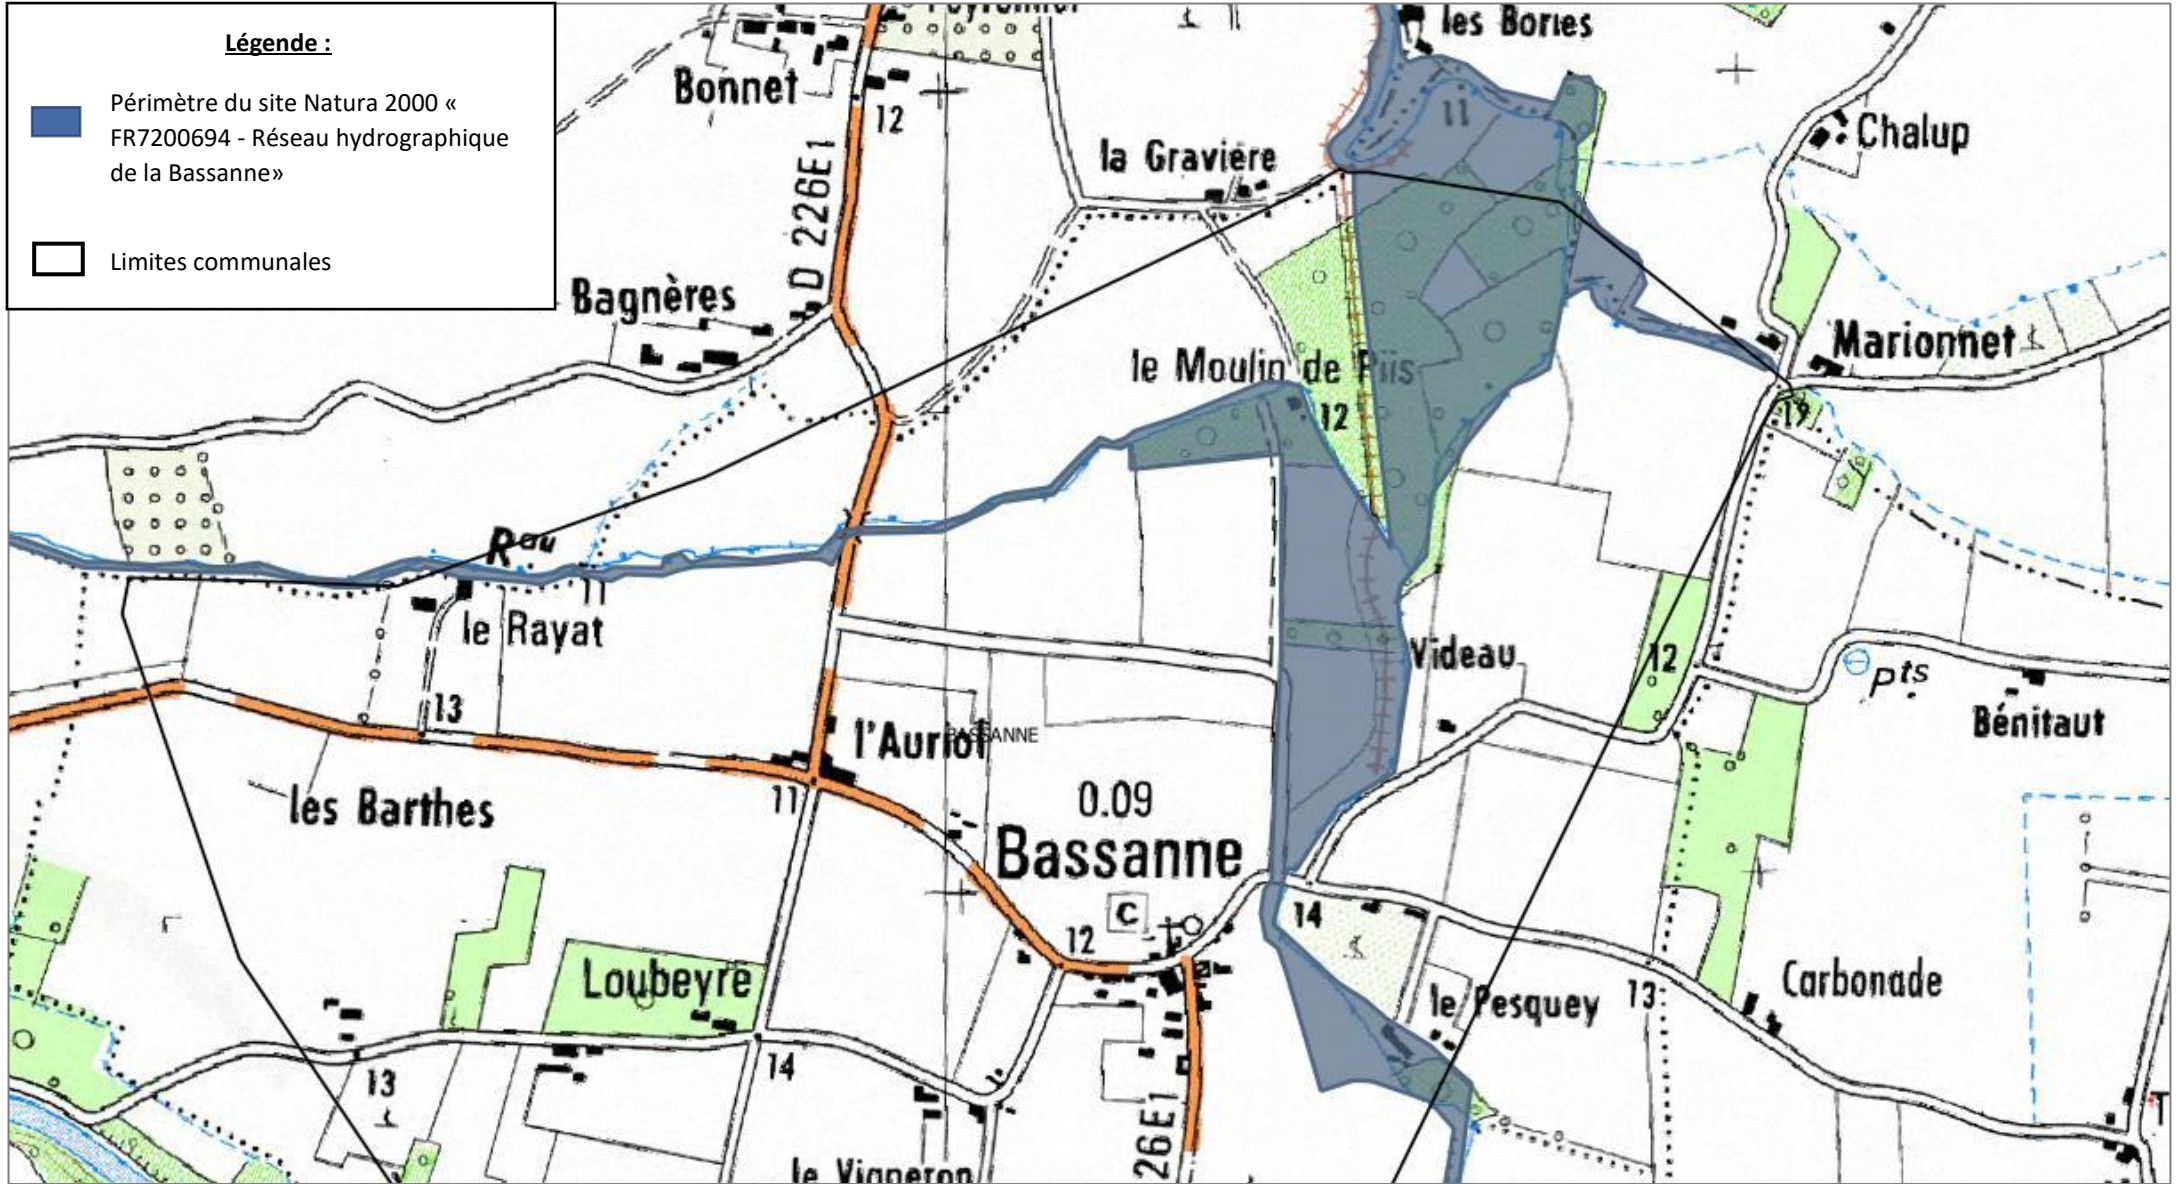 Légende :
Périmètre du site Natura 2000 «
FR7200694 - Réseau hydrographique
de la Bassanne»
Limites communales
les Bories
Bonnet
12
11
D 226E1
Chalup
la Gravière
Bagnères
Marionnet
le Moulin de Piis
12
19
Rau
11
le Rayat
Videau
12
Pts
13
Bénitaut
l'Auriol
BASSANNE
11
les Barthes
0.09
Bassanne
C
14
12
Loubeyre
le Pesquey
13
Carbonade
14
13
26E1
le Vigneron